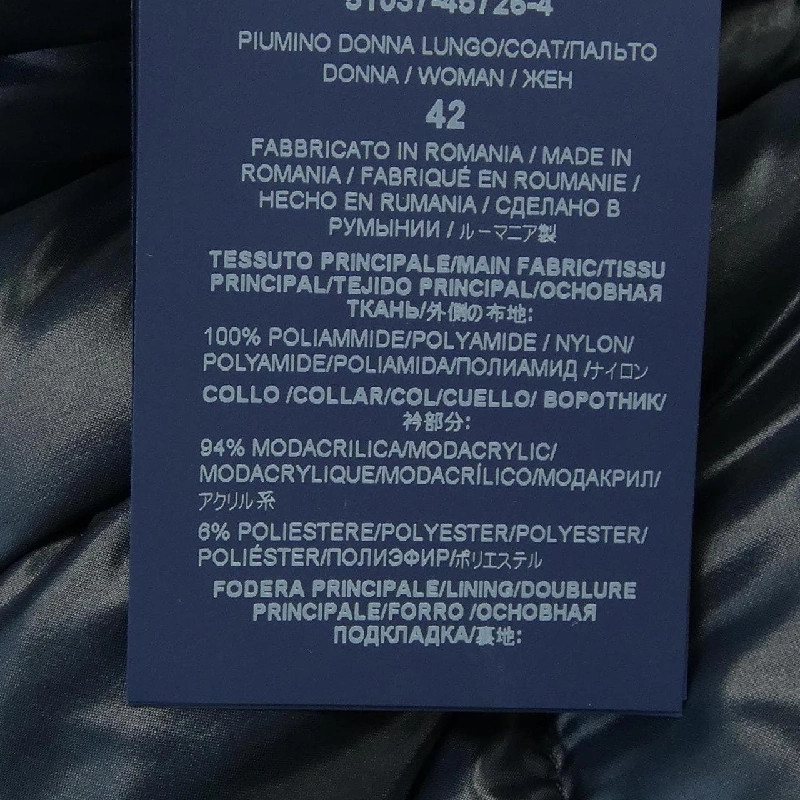 PIUMINO DONNA LUNGO/COAT/ПАЛЬТО
DONNA / WOMAN / ЖЕН
42
FABBRICATO IN ROMANIA / MADE IN
ROMANIA / FABRIQUÉ EN ROUMANIE /
HECHO EN RUMANIA / СДЕЛАНО В
РУМЫНИИ / ルーマニア製
TESSUTO PRINCIPALE/MAIN FABRIC/TISSU
PRINCIPAL/TEJIDO PRINCIPAL/ОСНОВНАЯ
ТКАНЬ/外側の布地:
100% POLIAMMIDE/POLYAMIDE / NYLON/
POLYAMIDE/POLIAMIDA/ПОЛИАМИД /ナイロン
COLLO /COLLAR/COL/CUELLO/ ВОРОТНИК/
衿部分:
94% MODACRILICA/MODACRYLIC/
MODACRYLIQUE/MODACRÍLICO/МОДАКРИЛ/
アクリル系
6% POLIESTERE/POLYESTER/POLYESTER/
POLIÉSTER/ПОЛИЭФИР/ポリエステル
FODERA PRINCIPALE/LINING/DOUBLURE
PRINCIPALE/FORRO /ОСНОВНАЯ
ПОДКЛАДКА/裏地: